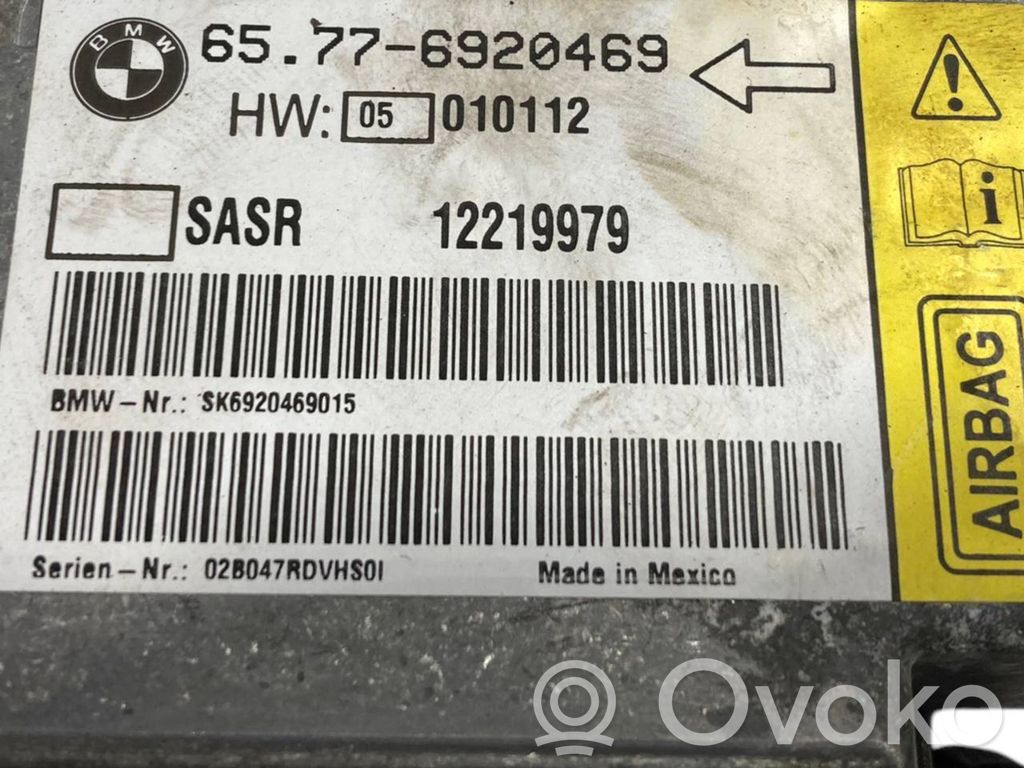 BMW
65.77-6920469
HW: 05 010112
SASR 12219979
BMW-Nr.: SK6920469015
Serien-Nr.: 02B047RDVHS0I Made in Mexico
i
AIRBAG
Ovoko